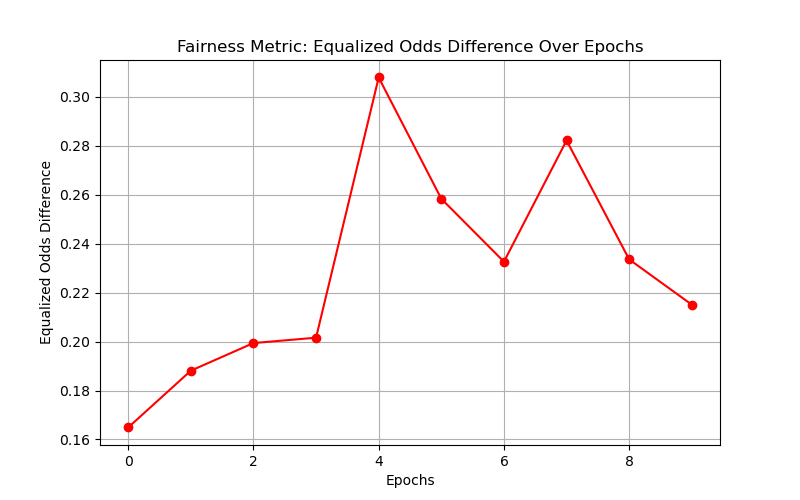 Fairness Metric: Equalized Odds Difference Over Epochs
Equalized Odds Difference
0.30
0.28
0.26
0.24
0.22
0.20
0.18
0.16
0 2 4 6 8
Epochs